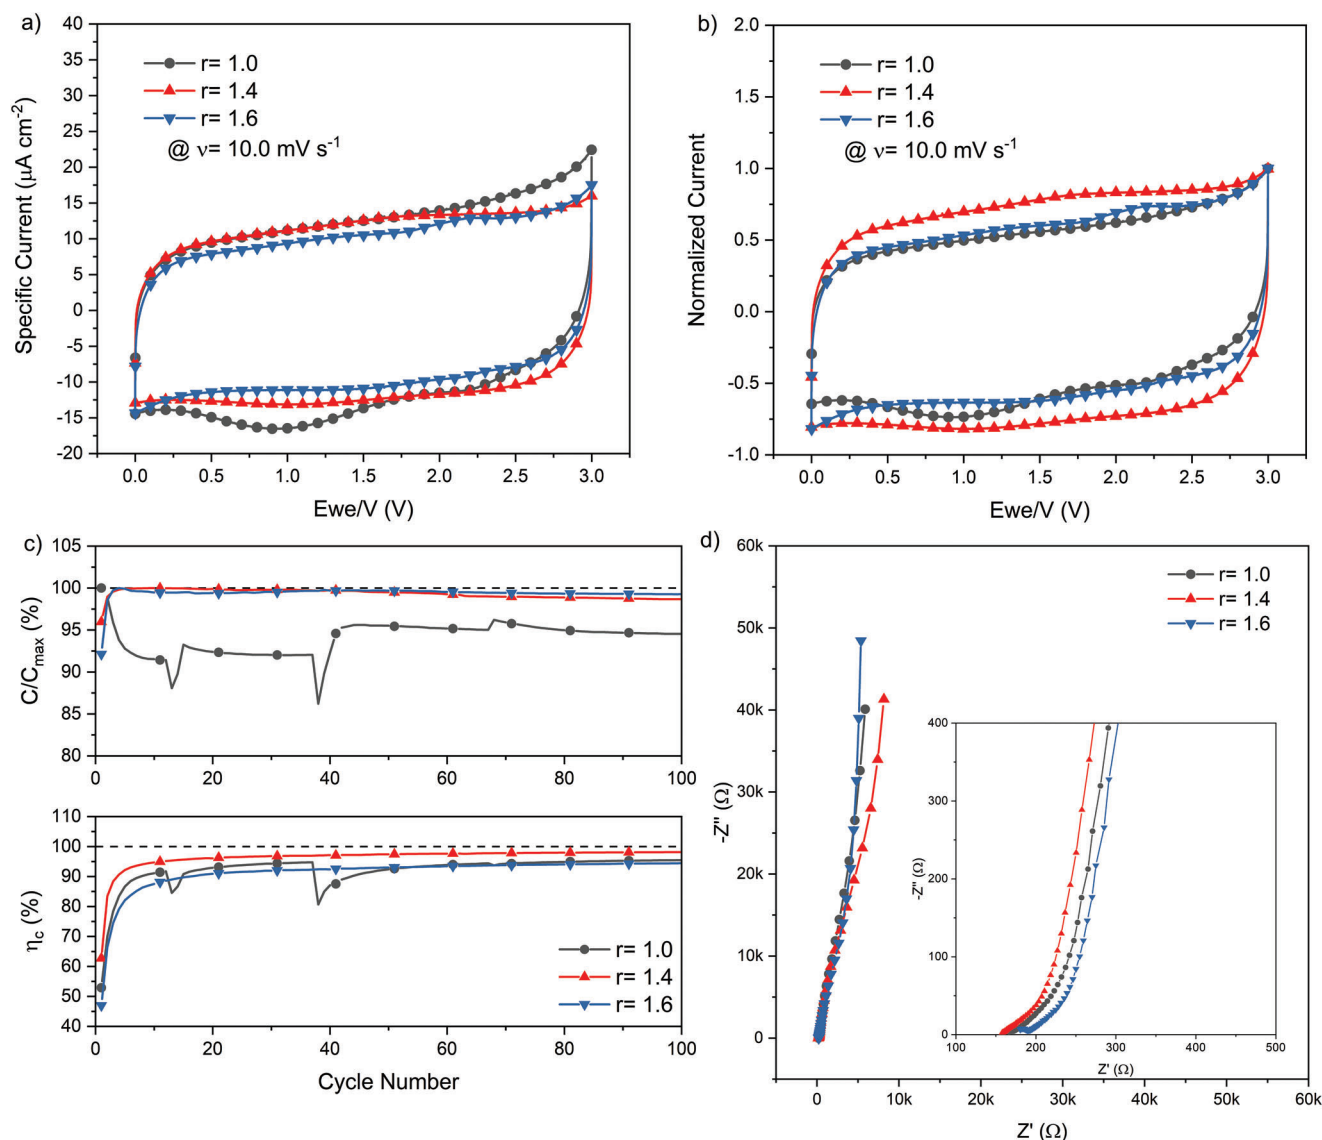 a)
40
35
30
25
20
15
10
5
0
-5
-10
-15
-20
Specific Current (µA cm-2)
r= 1.0
r= 1.4
r= 1.6
@ ν= 10.0 mV s-1
0.0 0.5 1.0 1.5 2.0 2.5 3.0
Ewe/V (V)
b)
2.0
1.5
1.0
0.5
0.0
-0.5
-1.0
Normalized Current
r= 1.0
r= 1.4
r= 1.6
@ ν= 10.0 mV s-1
0.0 0.5 1.0 1.5 2.0 2.5 3.0
Ewe/V (V)
c)
105
100
95
90
85
80
C/Cmax (%)
0 20 40 60 80 100
110
100
90
80
70
60
50
40
ηc (%)
r= 1.0
r= 1.4
r= 1.6
0 20 40 60 80 100
Cycle Number
d)
60k
50k
40k
30k
20k
10k
0
-Z'' (Ω)
r= 1.0
r= 1.4
r= 1.6
400
300
200
100
0
-Z'' (Ω)
100 200 300 400 500
Z' (Ω)
0 10k 20k 30k 40k 50k 60k
Z' (Ω)